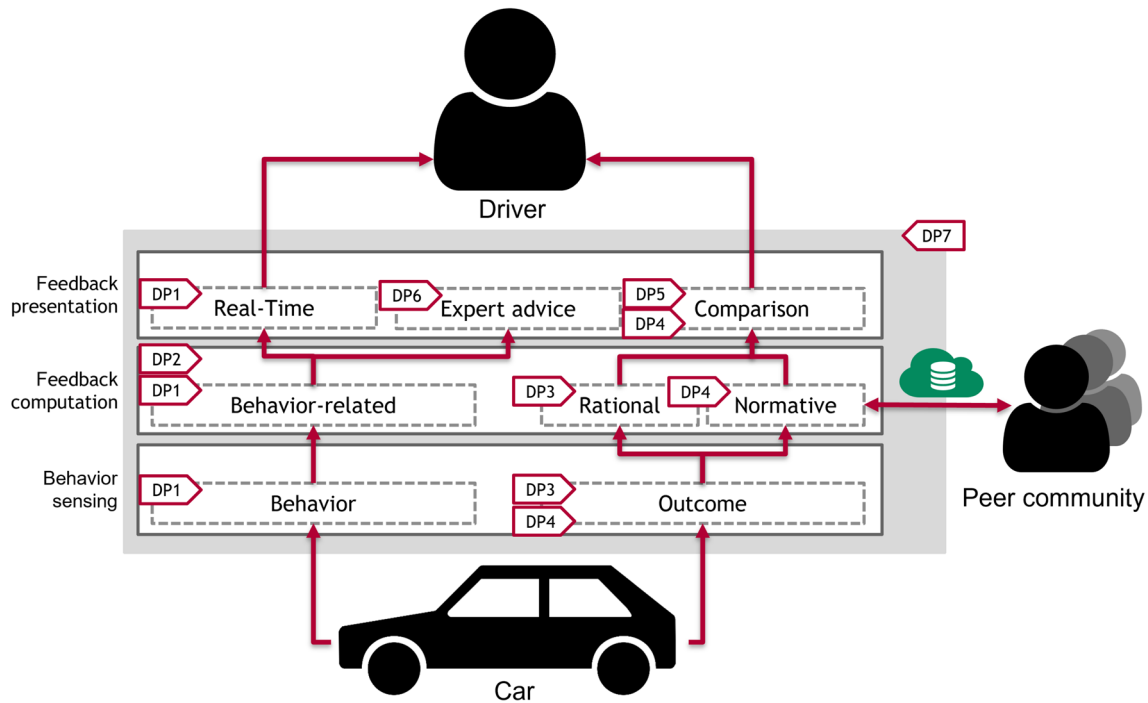 Driver
DP7
Feedback
presentation
DP1
Real-Time
DP6
Expert advice
DP5
DP4
Comparison
Feedback
computation
DP2
DP1
Behavior-related
DP3
Rational
DP4
Normative
Peer community
Behavior
sensing
DP1
Behavior
DP3
DP4
Outcome
Car